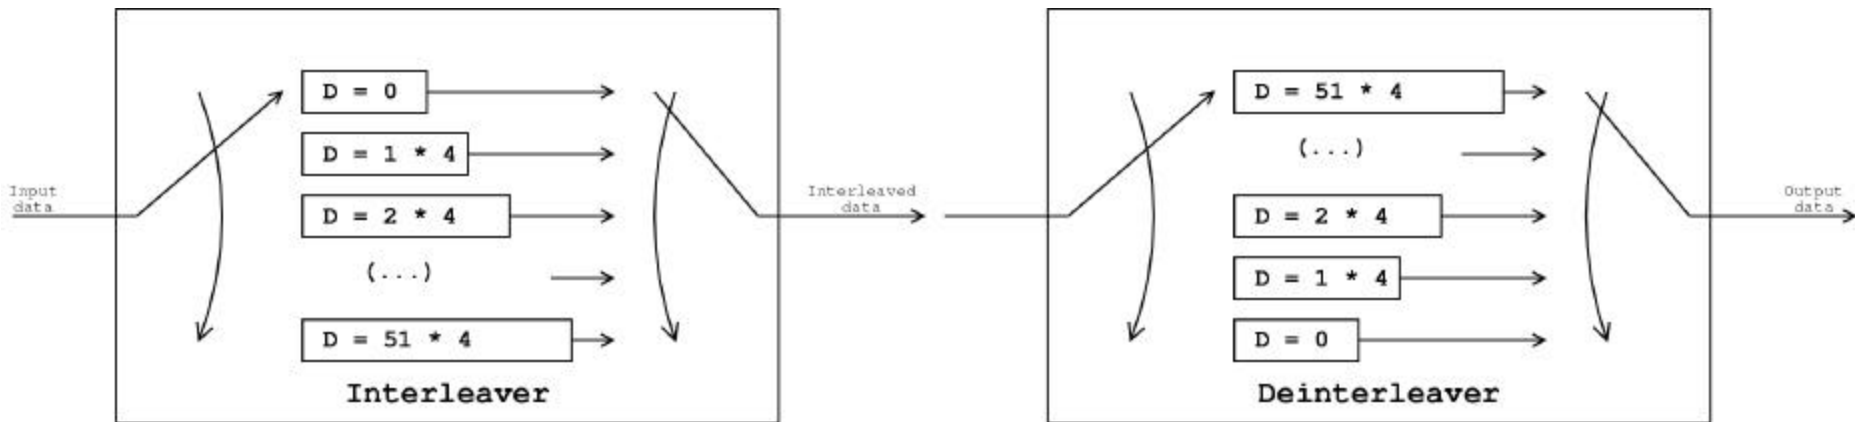 Input
data
D = 0
D = 1 * 4
D = 2 * 4
(...)
D = 51 * 4
Interleaver
Interleaved
data
D = 51 * 4
(...)
D = 2 * 4
D = 1 * 4
D = 0
Deinterleaver
Output
data